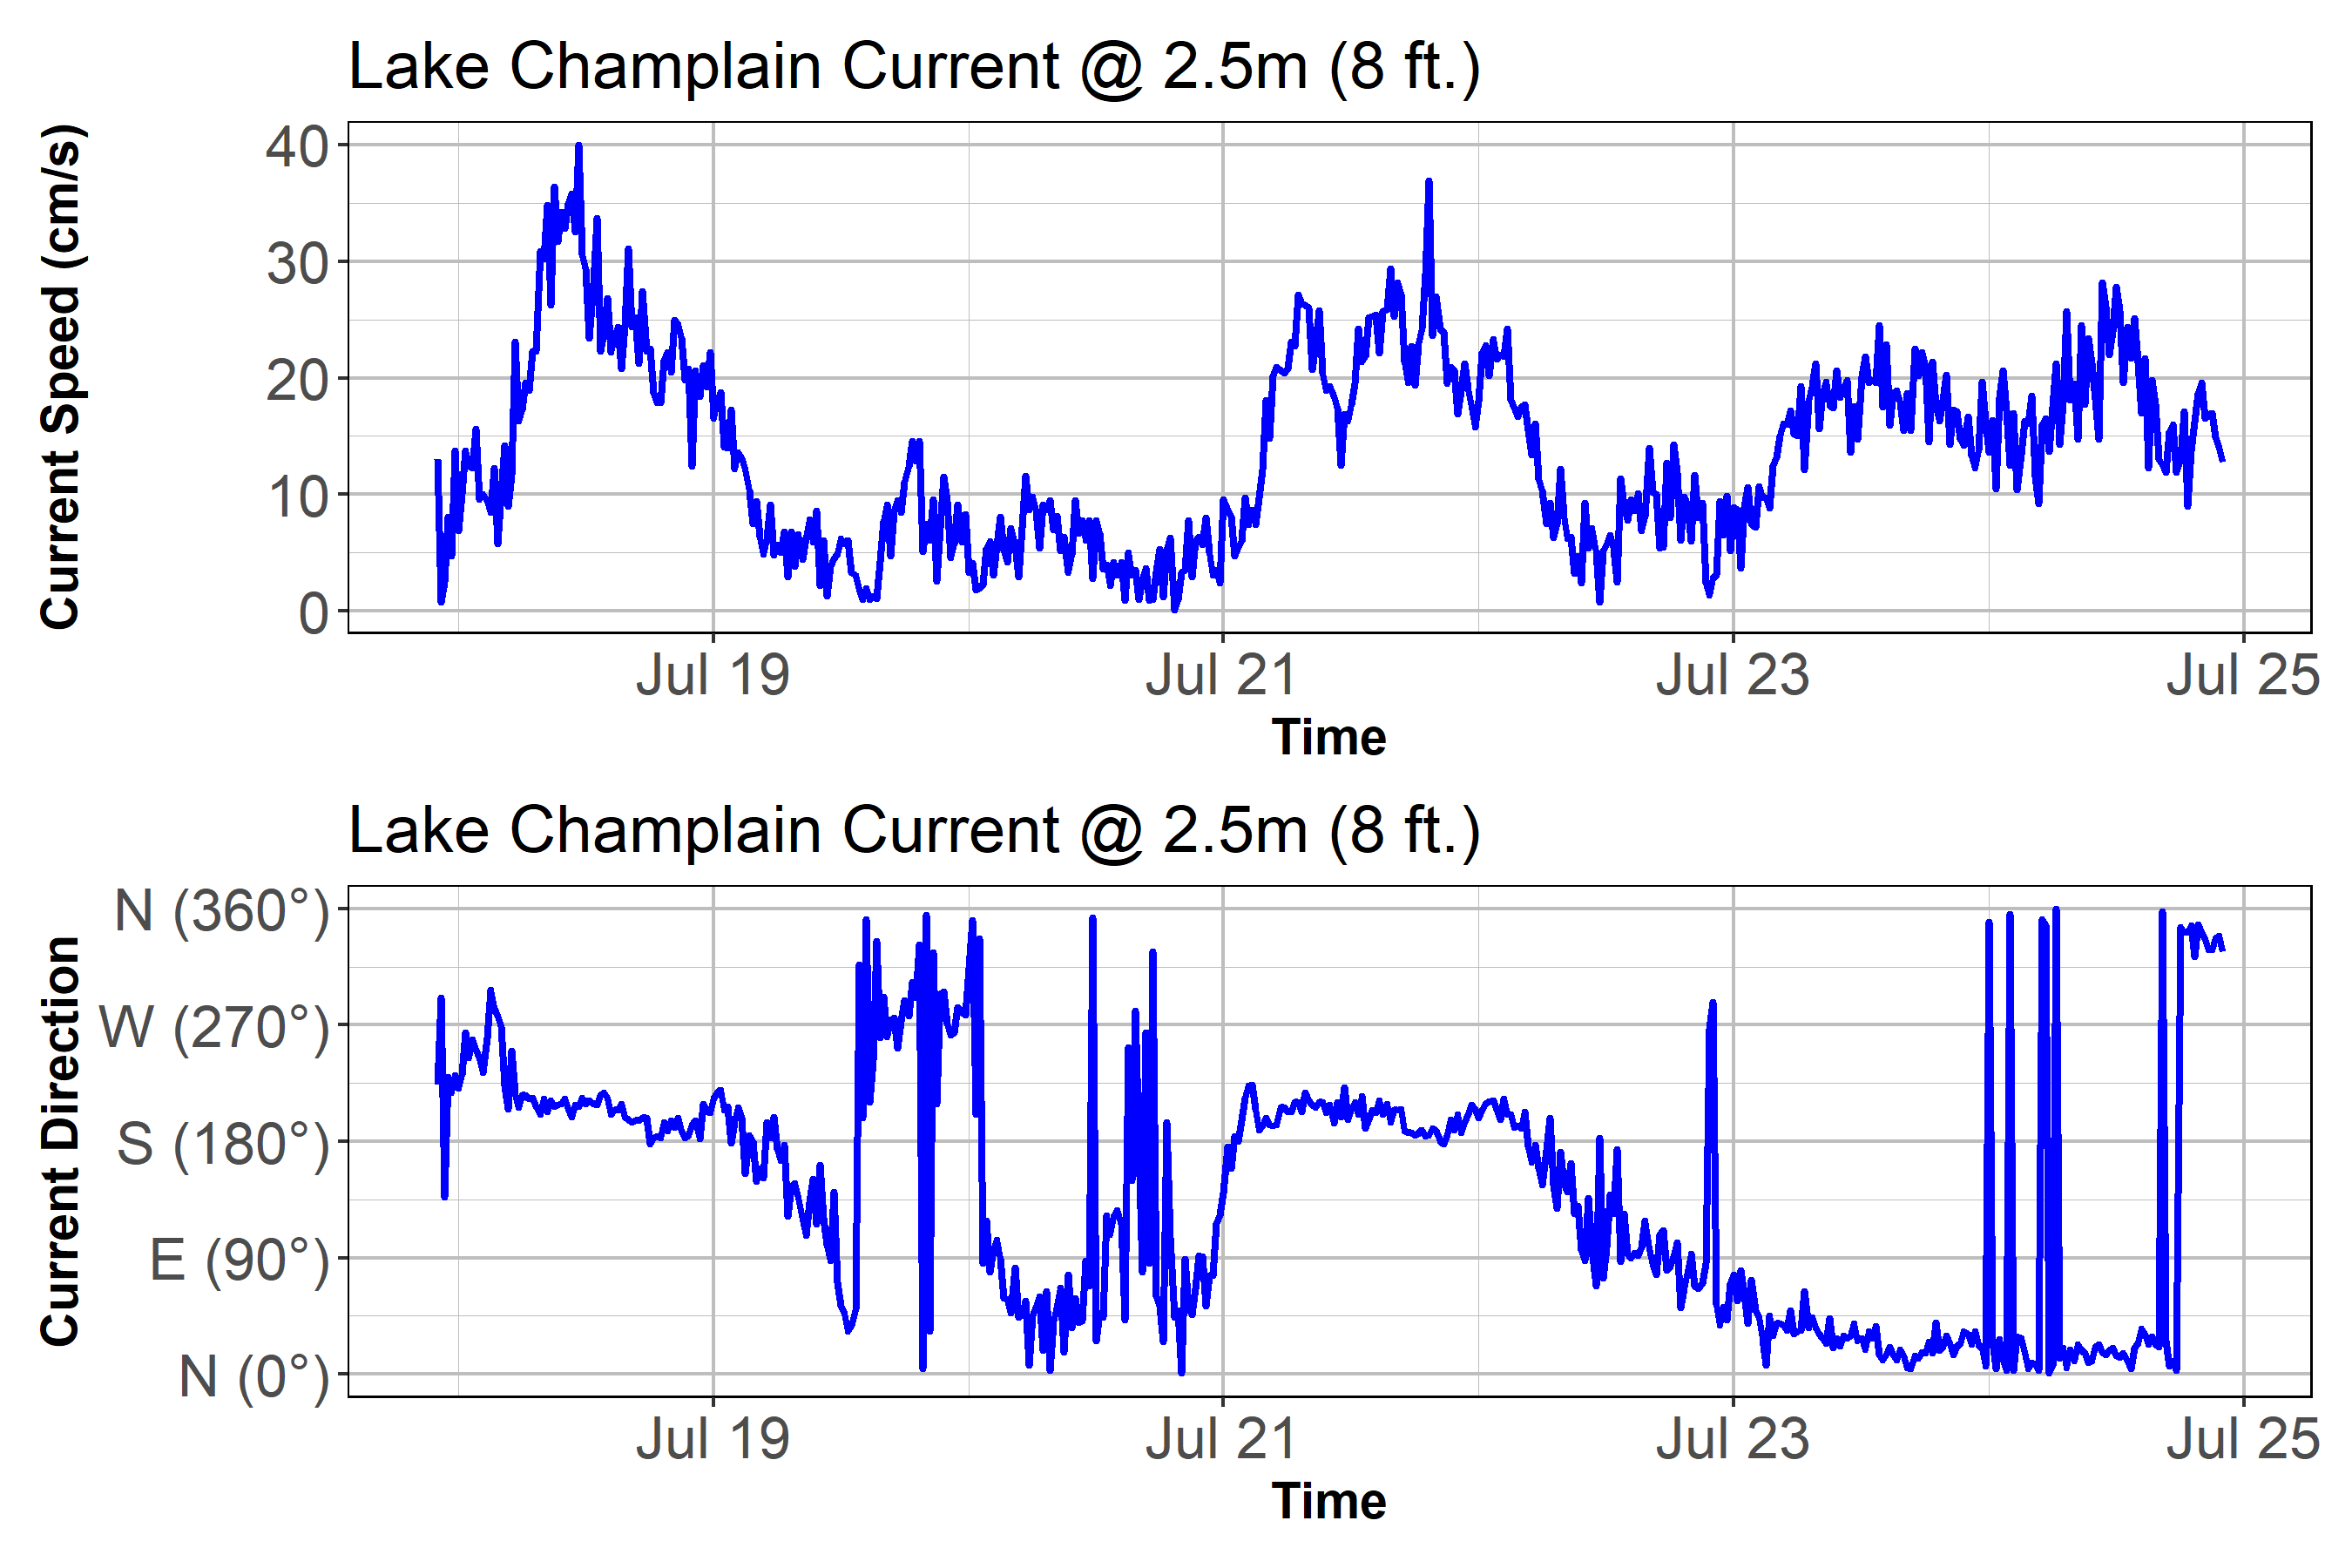 Lake Champlain Current @ 2.5m (8 ft.)
Current Speed (cm/s)
40
30
20
10
0
Jul 19 Jul 21 Jul 23 Jul 25
Time
Lake Champlain Current @ 2.5m (8 ft.)
Current Direction
N (360°)
W (270°)
S (180°)
E (90°)
N (0°)
Jul 19 Jul 21 Jul 23 Jul 25
Time